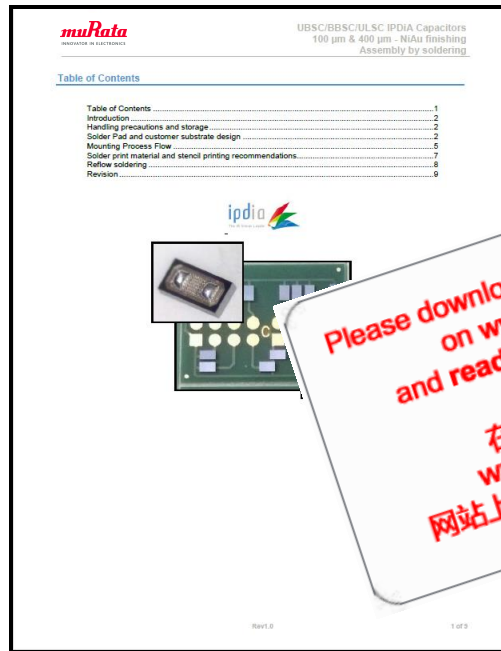 muRata
INNOVATOR IN ELECTRONICS
UBSC/BBSC/ULSC IPDiA Capacitors
100 µm & 400 µm - NiAu finishing
Assembly by soldering
Table of Contents
Table of Contents ........ 1
Introduction ........ 2
Handling precautions and storage ........ 2
Solder Pad and customer substrate design ........ 2
Mounting Process Flow ........ 5
Solder print material and stencil printing recommendations ........ 7
Reflow soldering ........ 8
Revision ........ 9
ipdia
C
Please downlo
on w
and read
在
w
网站上
Rev1.0
1 of 9